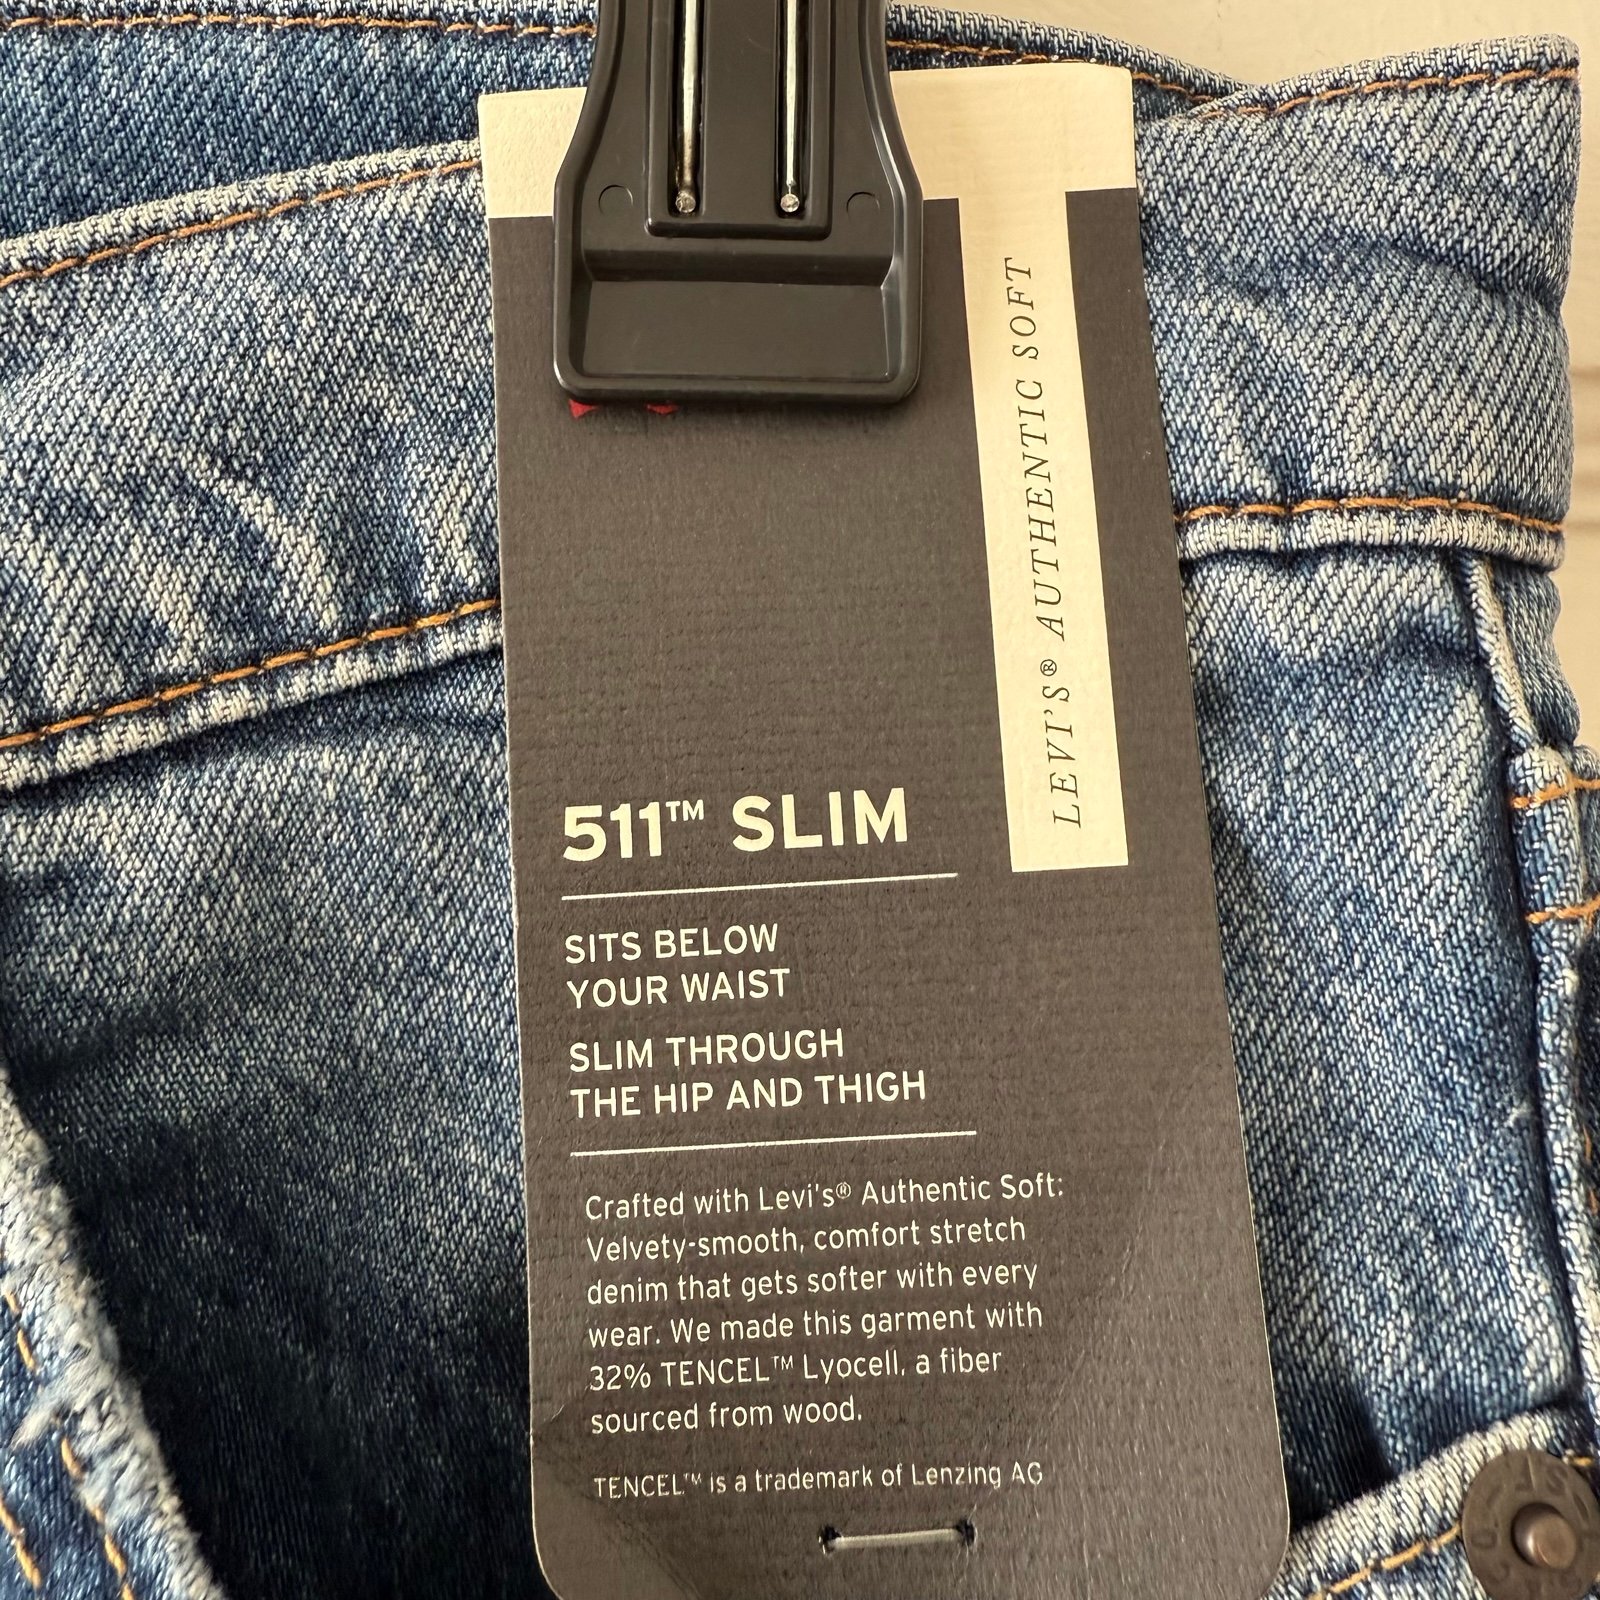 LEVI'S® AUTHENTIC SOFT
511™ SLIM
SITS BELOW
YOUR WAIST
SLIM THROUGH
THE HIP AND THIGH
Crafted with Levi's® Authentic Soft:
Velvety-smooth, comfort stretch
denim that gets softer with every
wear. We made this garment with
32% TENCEL™ Lyocell, a fiber
sourced from wood.
TENCEL™ is a trademark of Lenzing AG